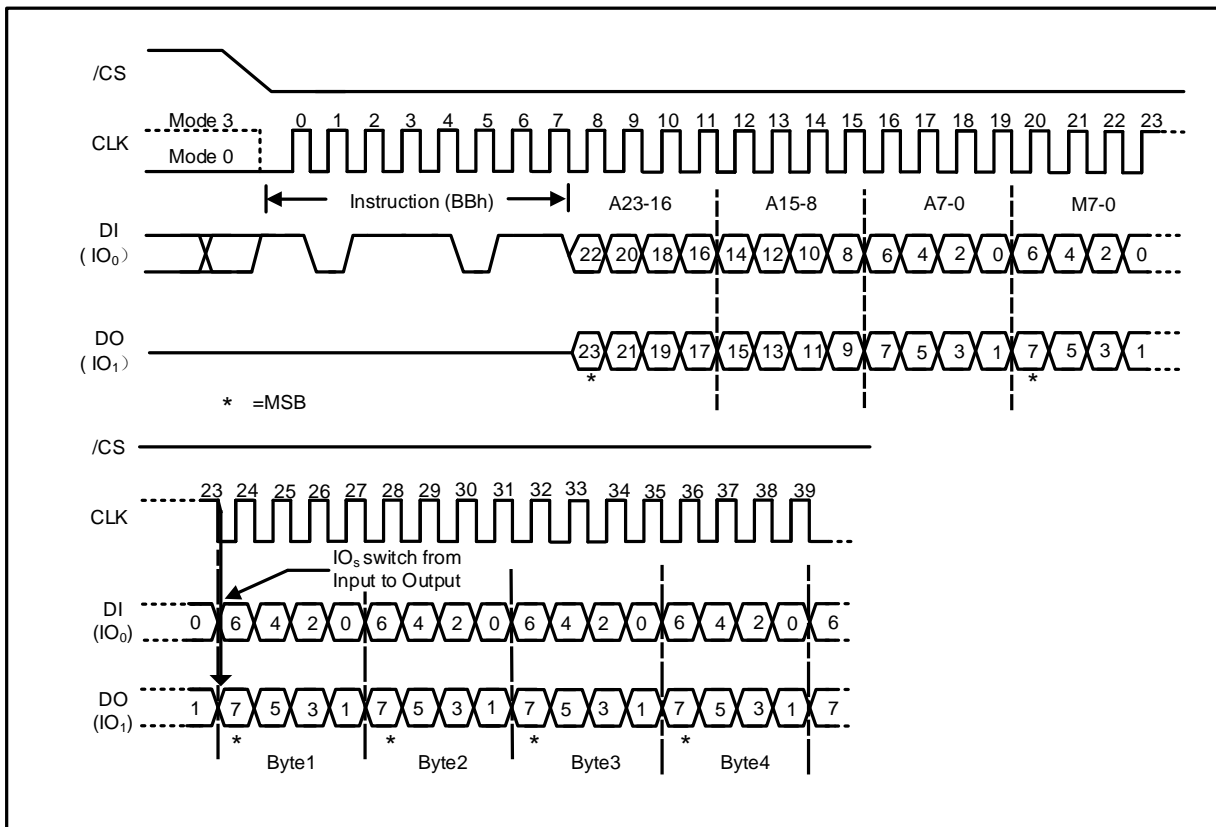 /CS
Mode 3
CLK
Mode 0
0 1 2 3 4 5 6 7 8 9 10 11 12 13 14 15 16 17 18 19 20 21 22 23
Instruction (BBh) A23-16 A15-8 A7-0 M7-0
DI
( IO₀ )
22 20 18 16 14 12 10 8 6 4 2 0 6 4 2 0
DO
( IO₁ )
23 21 19 17 15 13 11 9 7 5 3 1 7 5 3 1
* *
* =MSB
/CS
23 24 25 26 27 28 29 30 31 32 33 34 35 36 37 38 39
CLK
IOₛ switch from
Input to Output
DI
(IO₀)
0 6 4 2 0 6 4 2 0 6 4 2 0 6 4 2 0 6
DO
(IO₁)
1 7 5 3 1 7 5 3 1 7 5 3 1 7 5 3 1 7
* * * *
Byte1 Byte2 Byte3 Byte4